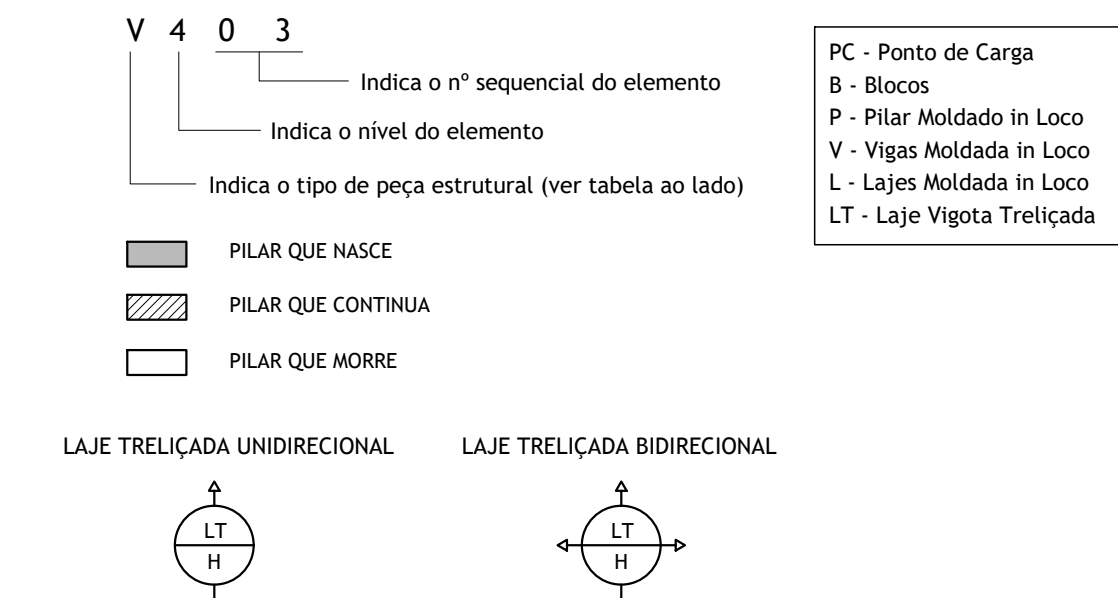 V 4 0 3
Indica o nº sequencial do elemento
Indica o nível do elemento
Indica o tipo de peça estrutural (ver tabela ao lado)
PC - Ponto de Carga
B - Blocos
P - Pilar Moldado in Loco
V - Vigas Moldada in Loco
L - Lajes Moldada in Loco
LT - Laje Vigota Treliçada
PILAR QUE NASCE
PILAR QUE CONTINUA
PILAR QUE MORRE
LAJE TRELIÇADA UNIDIRECIONAL
LT
H
LAJE TRELIÇADA BIDIRECIONAL
LT
H